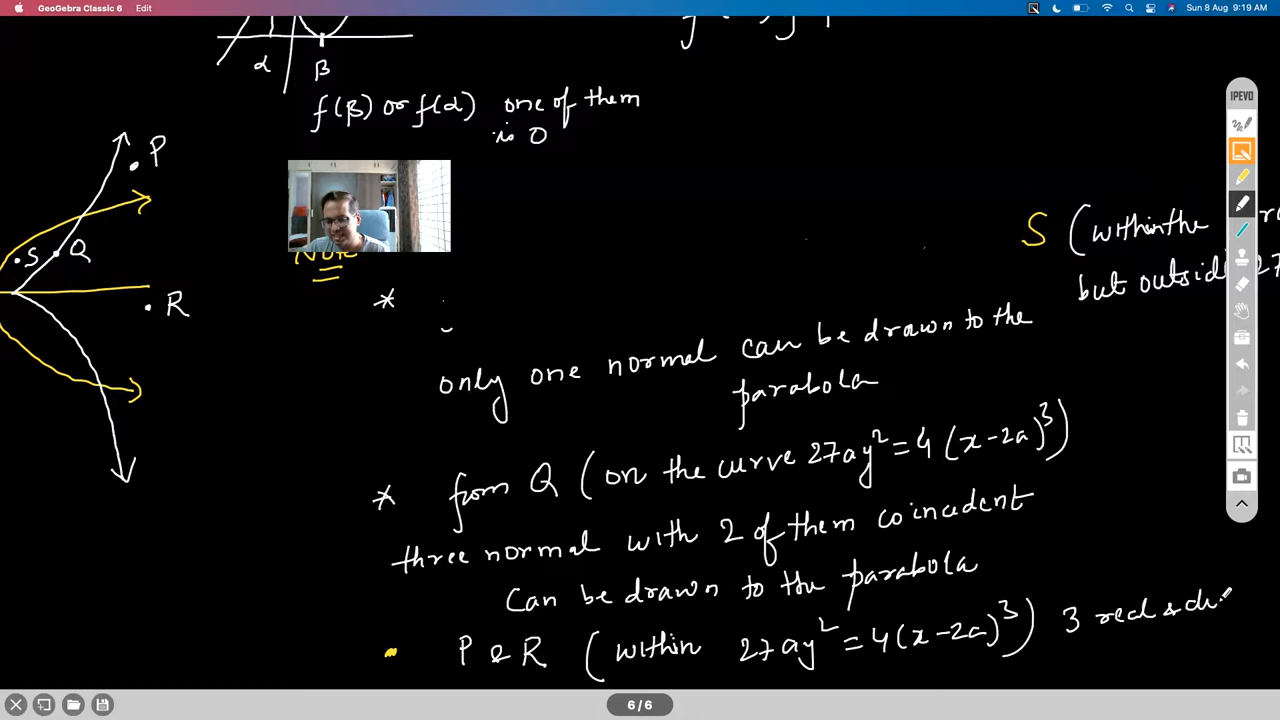 GeoGebra Classic 6 Edit
Sun 8 Aug 9:19 AM
α
β
f(β) or f(α) one of them
is 0
IPEVO
P
S
Q
R
S (within the
but outside 27
*
only one normal can be drawn to the
parabola
* from Q (on the curve 27ay²=4(x-2a)³)
three normal with 2 of them coincident
Can be drawn to the parabola
P & R (within 27ay²=4(x-2a)³) 3 real &
6/6